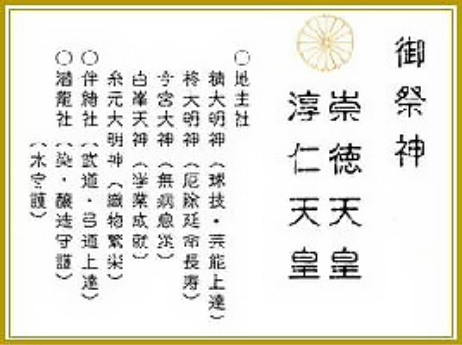 御祭神
崇徳天皇
淳仁天皇
○地主社
精大明神(球技・芸能上達)
柊大明神(厄除延命長寿)
今宮大神(無病息災)
白峯天神(学業成就)
糸元大明神(織物繁栄)
○伴緒社(武道・弓道上達)
○潜龍社(染・醸造守護)
(水守護)